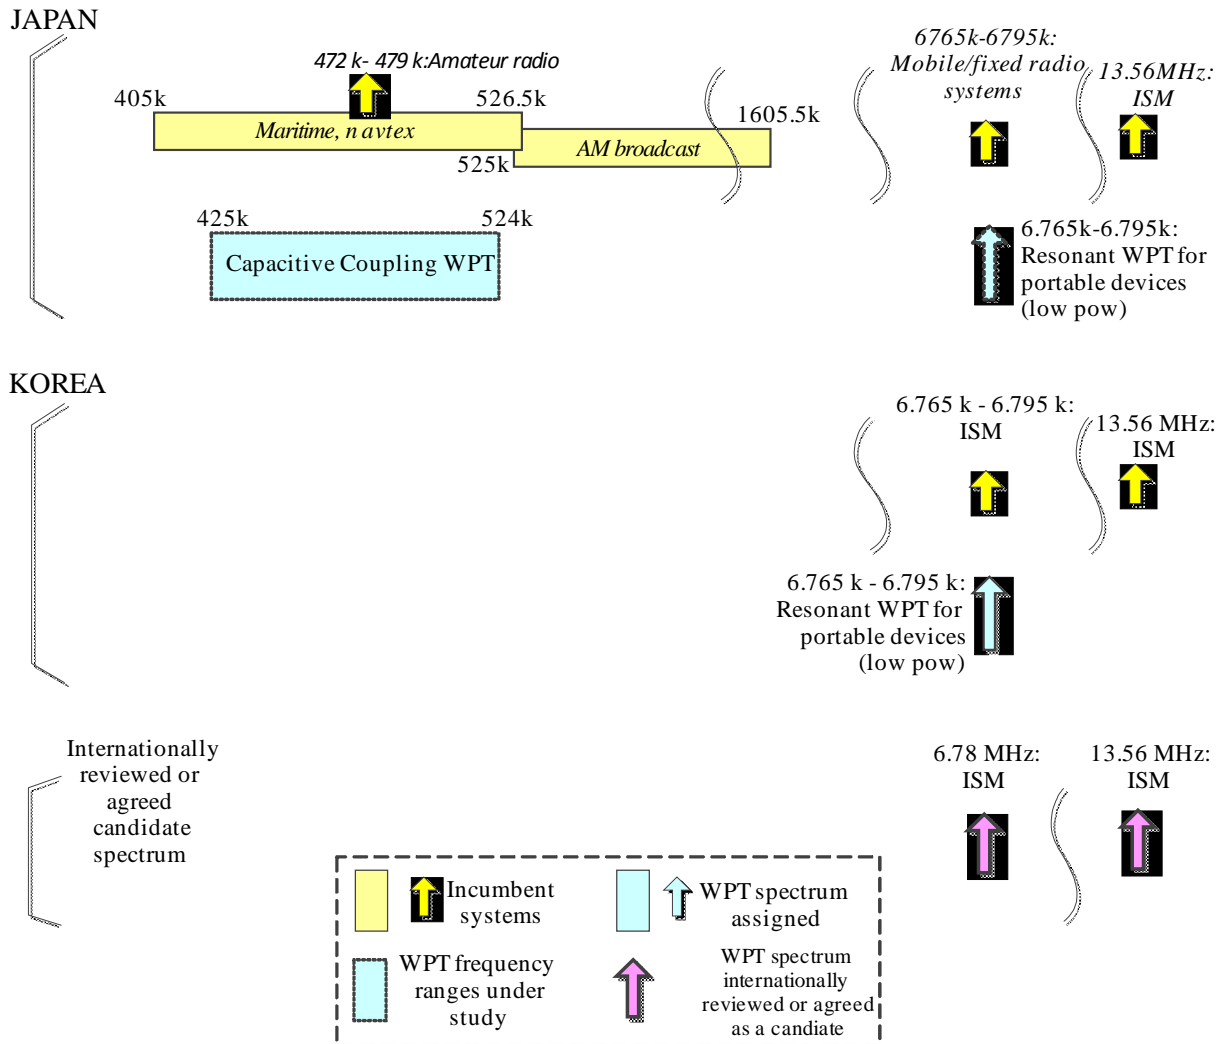 JAPAN
472 k- 479 k:Amateur radio
405k
526.5k
Maritime, n avtex
1605.5k
525k
AM broadcast
6765k-6795k:
Mobile/fixed radio
systems
13.56MHz:
ISM
425k
524k
Capacitive Coupling WPT
6.765k-6.795k:
Resonant WPT for
portable devices
(low pow)
KOREA
6.765 k - 6.795 k:
ISM
13.56 MHz:
ISM
6.765 k - 6.795 k:
Resonant WPT for
portable devices
(low pow)
Internationally
reviewed or
agreed
candidate
spectrum
6.78 MHz:
ISM
13.56 MHz:
ISM
Incumbent
systems
WPT spectrum
assigned
WPT frequency
ranges under
study
WPT spectrum
internationally
reviewed or agreed
as a candiate